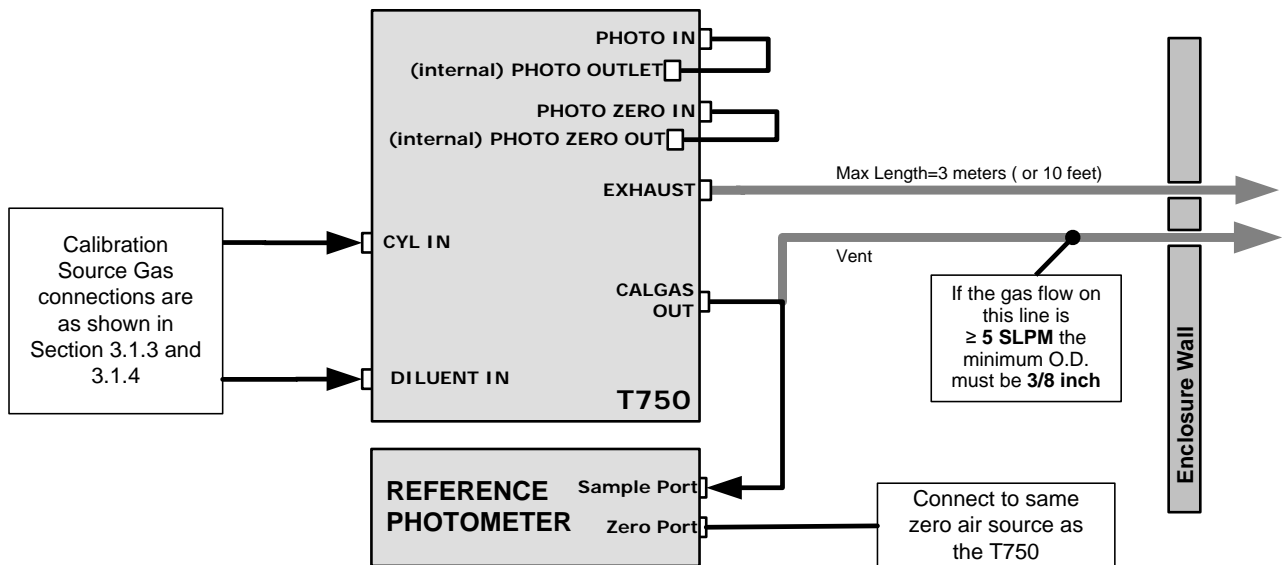 PHOTO IN
(internal) PHOTO OUTLET
PHOTO ZERO IN
(internal) PHOTO ZERO OUT
EXHAUST
Max Length=3 meters ( or 10 feet)
Calibration
Source Gas
connections are
as shown in
Section 3.1.3 and
3.1.4
CYL IN
Vent
CALGAS
OUT
If the gas flow on
this line is
≥ 5 SLPM the
minimum O.D.
must be 3/8 inch
DILUENT IN
T750
Enclosure Wall
REFERENCE
PHOTOMETER
Sample Port
Zero Port
Connect to same
zero air source as
the T750